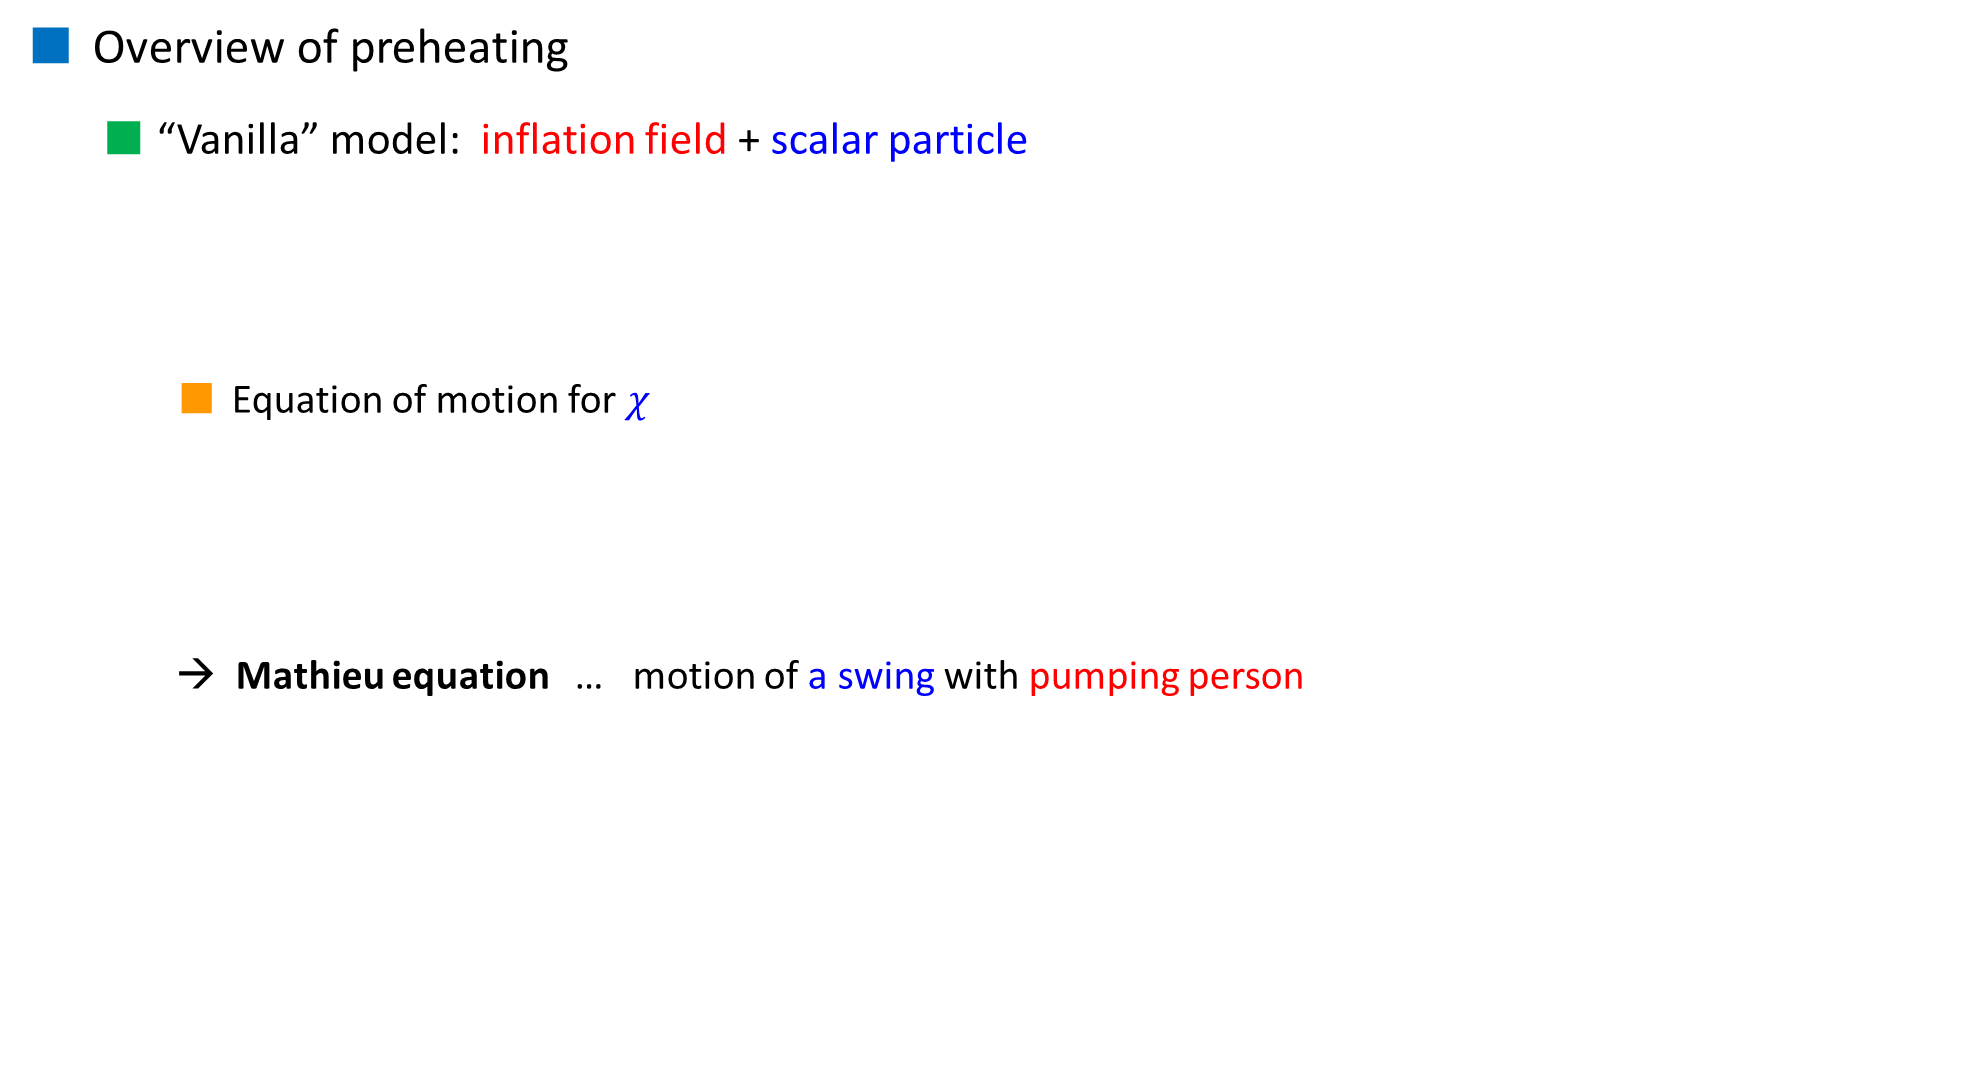 Overview of preheating
“Vanilla” model: inflation field + scalar particle
Equation of motion for χ
→ Mathieu equation … motion of a swing with pumping person